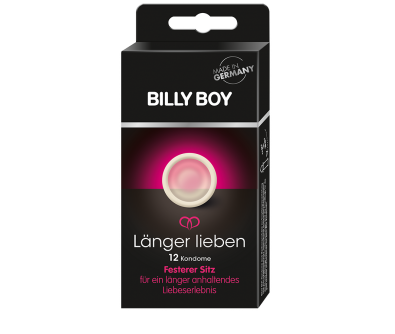 MADE IN
GERMANY
BILLY BOY
Länger lieben
12 Kondome
Festerer Sitz
für ein länger anhaltendes
Liebeserlebnis